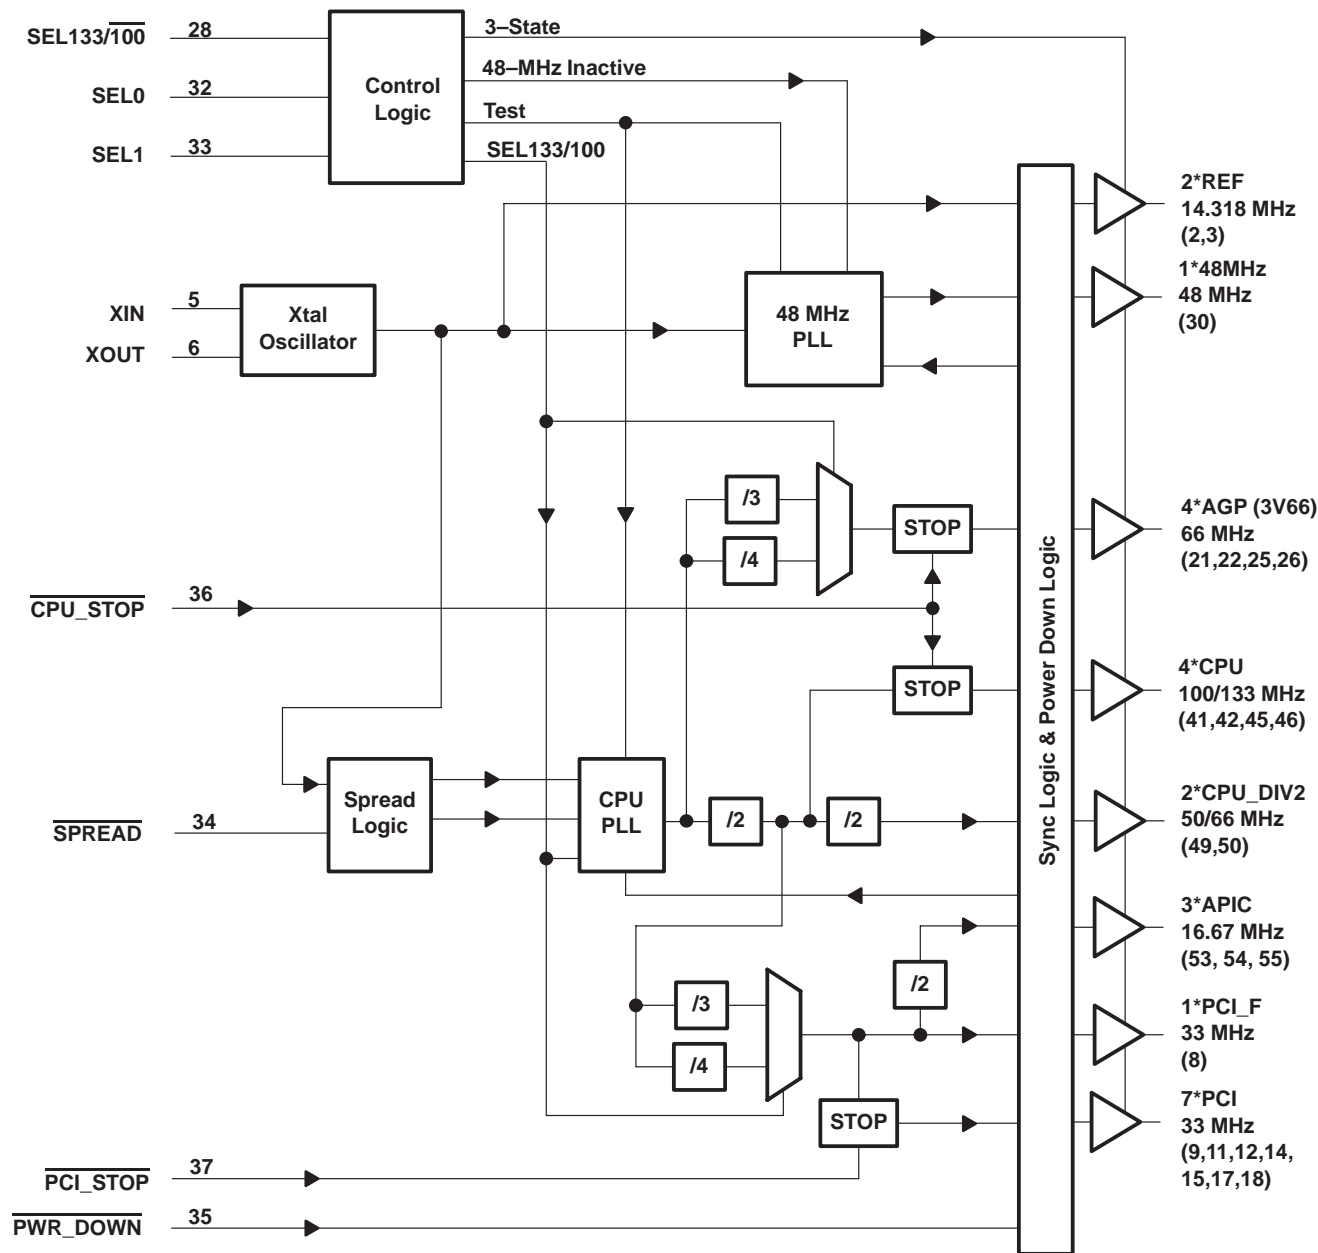 SEL133/100
28
SEL0
32
SEL1
33
Control
Logic
3–State
48–MHz Inactive
Test
SEL133/100
2*REF
14.318 MHz
(2,3)
1*48MHz
48 MHz
(30)
XIN
5
XOUT
6
Xtal
Oscillator
48 MHz
PLL
/3
/4
STOP
4*AGP (3V66)
66 MHz
(21,22,25,26)
CPU_STOP
36
STOP
4*CPU
100/133 MHz
(41,42,45,46)
Sync Logic & Power Down Logic
SPREAD
34
Spread
Logic
CPU
PLL
/2
/2
2*CPU_DIV2
50/66 MHz
(49,50)
3*APIC
16.67 MHz
(53, 54, 55)
/2
/3
/4
1*PCI_F
33 MHz
(8)
STOP
7*PCI
33 MHz
(9,11,12,14,
15,17,18)
PCI_STOP
37
PWR_DOWN
35